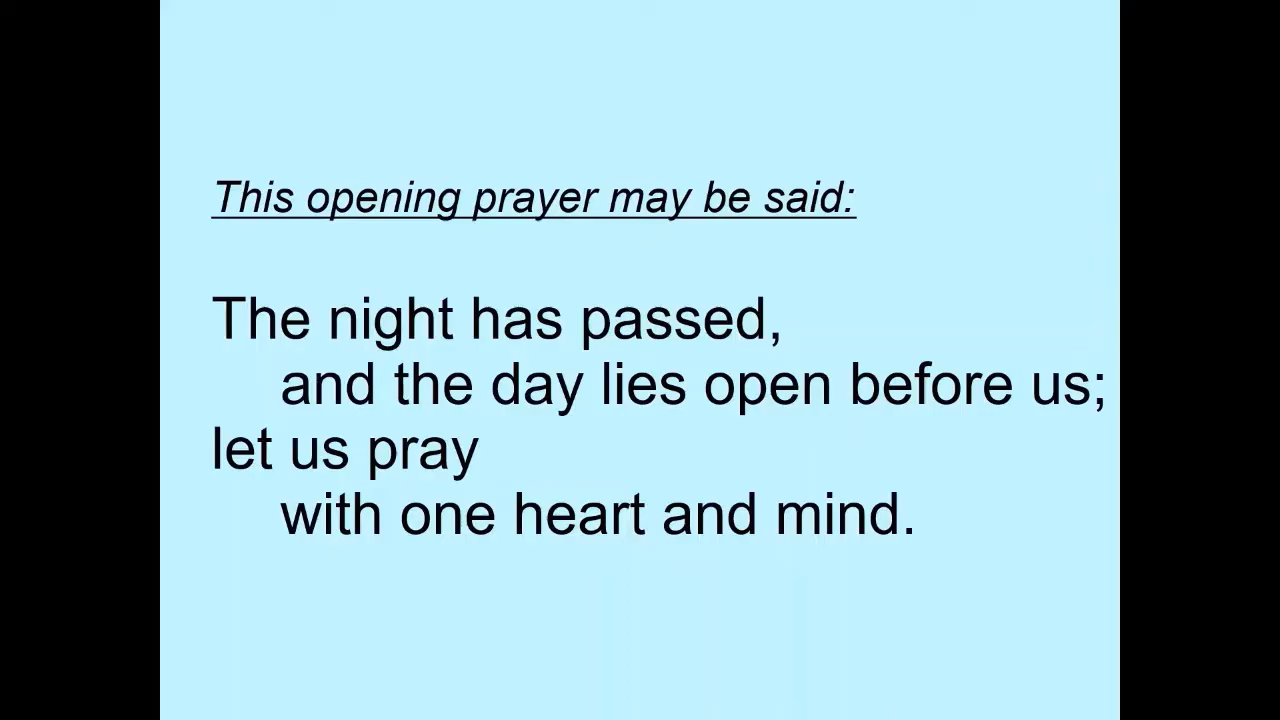 This opening prayer may be said:
The night has passed,
and the day lies open before us;
let us pray
with one heart and mind.